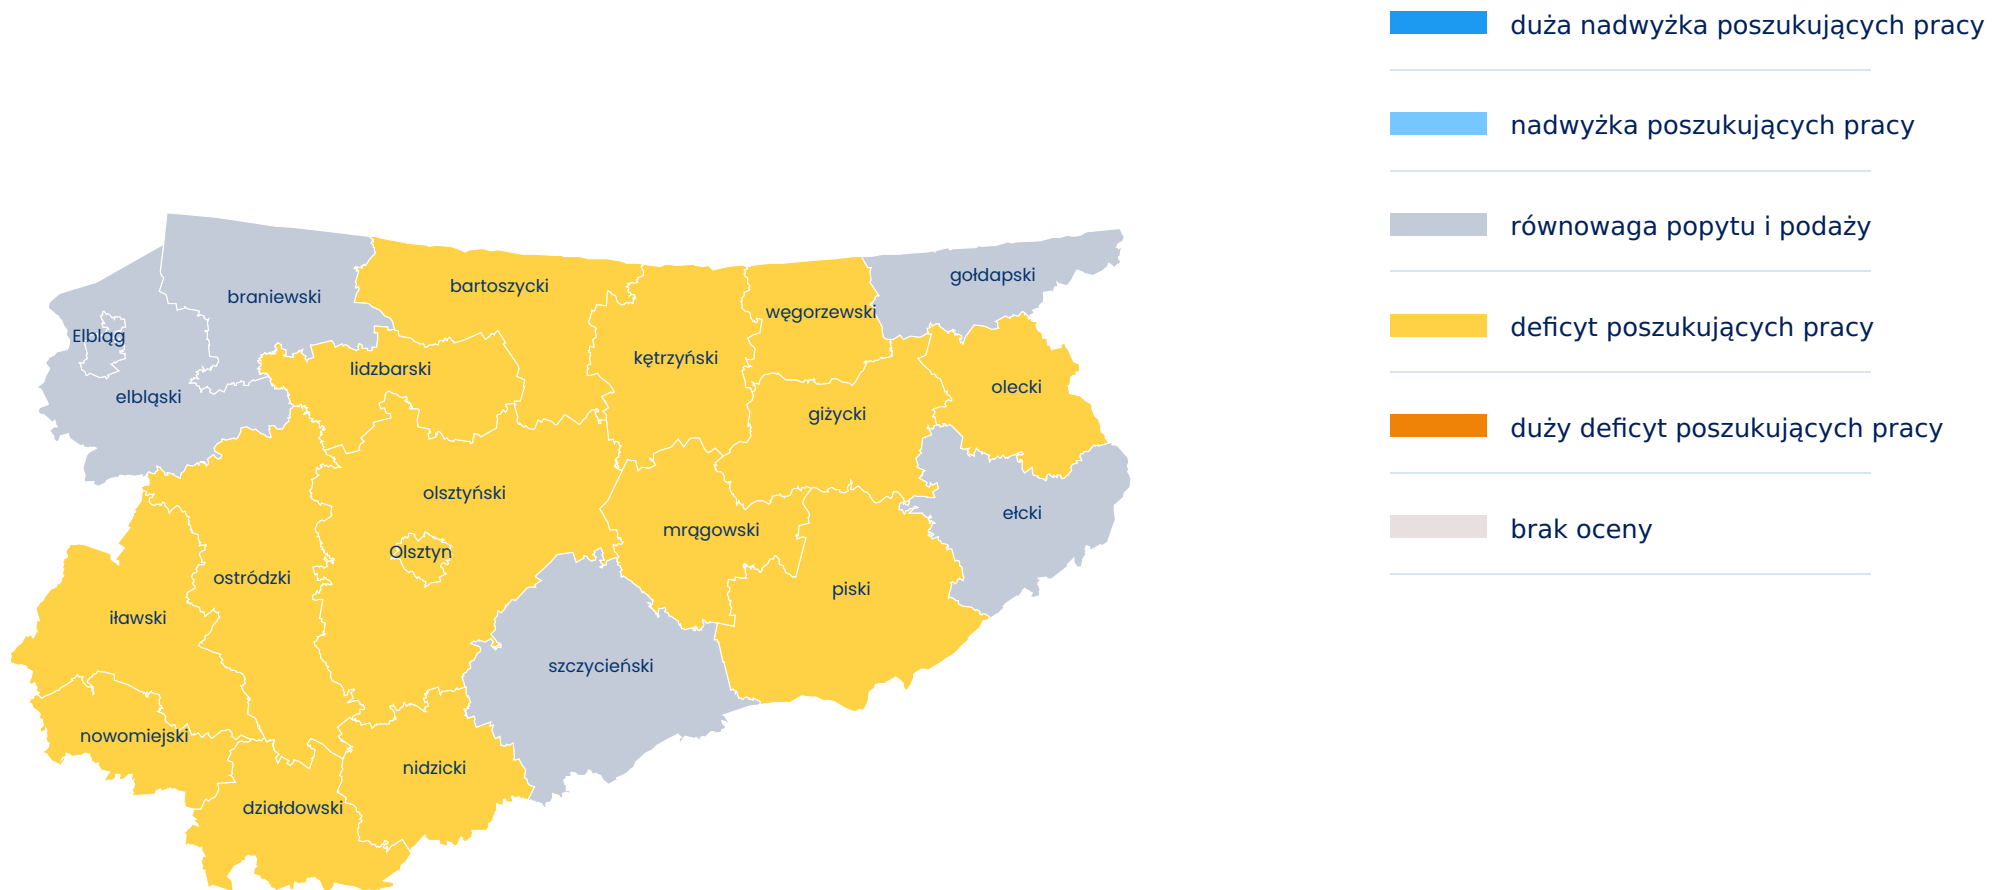 duża nadwyżka poszukujących pracy
nadwyżka poszukujących pracy
równowaga popytu i podaży
deficyt poszukujących pracy
duży deficyt poszukujących pracy
brak oceny
gołdapski
bartoszycki
braniewski
węgorzewski
Elbląg
kętrzyński
lidzbarski
olecki
elbląski
giżycki
olsztyński
ełcki
mrągowski
Olsztyn
ostródzki
piski
iławski
szczycieński
nowomiejski
nidzicki
działdowski